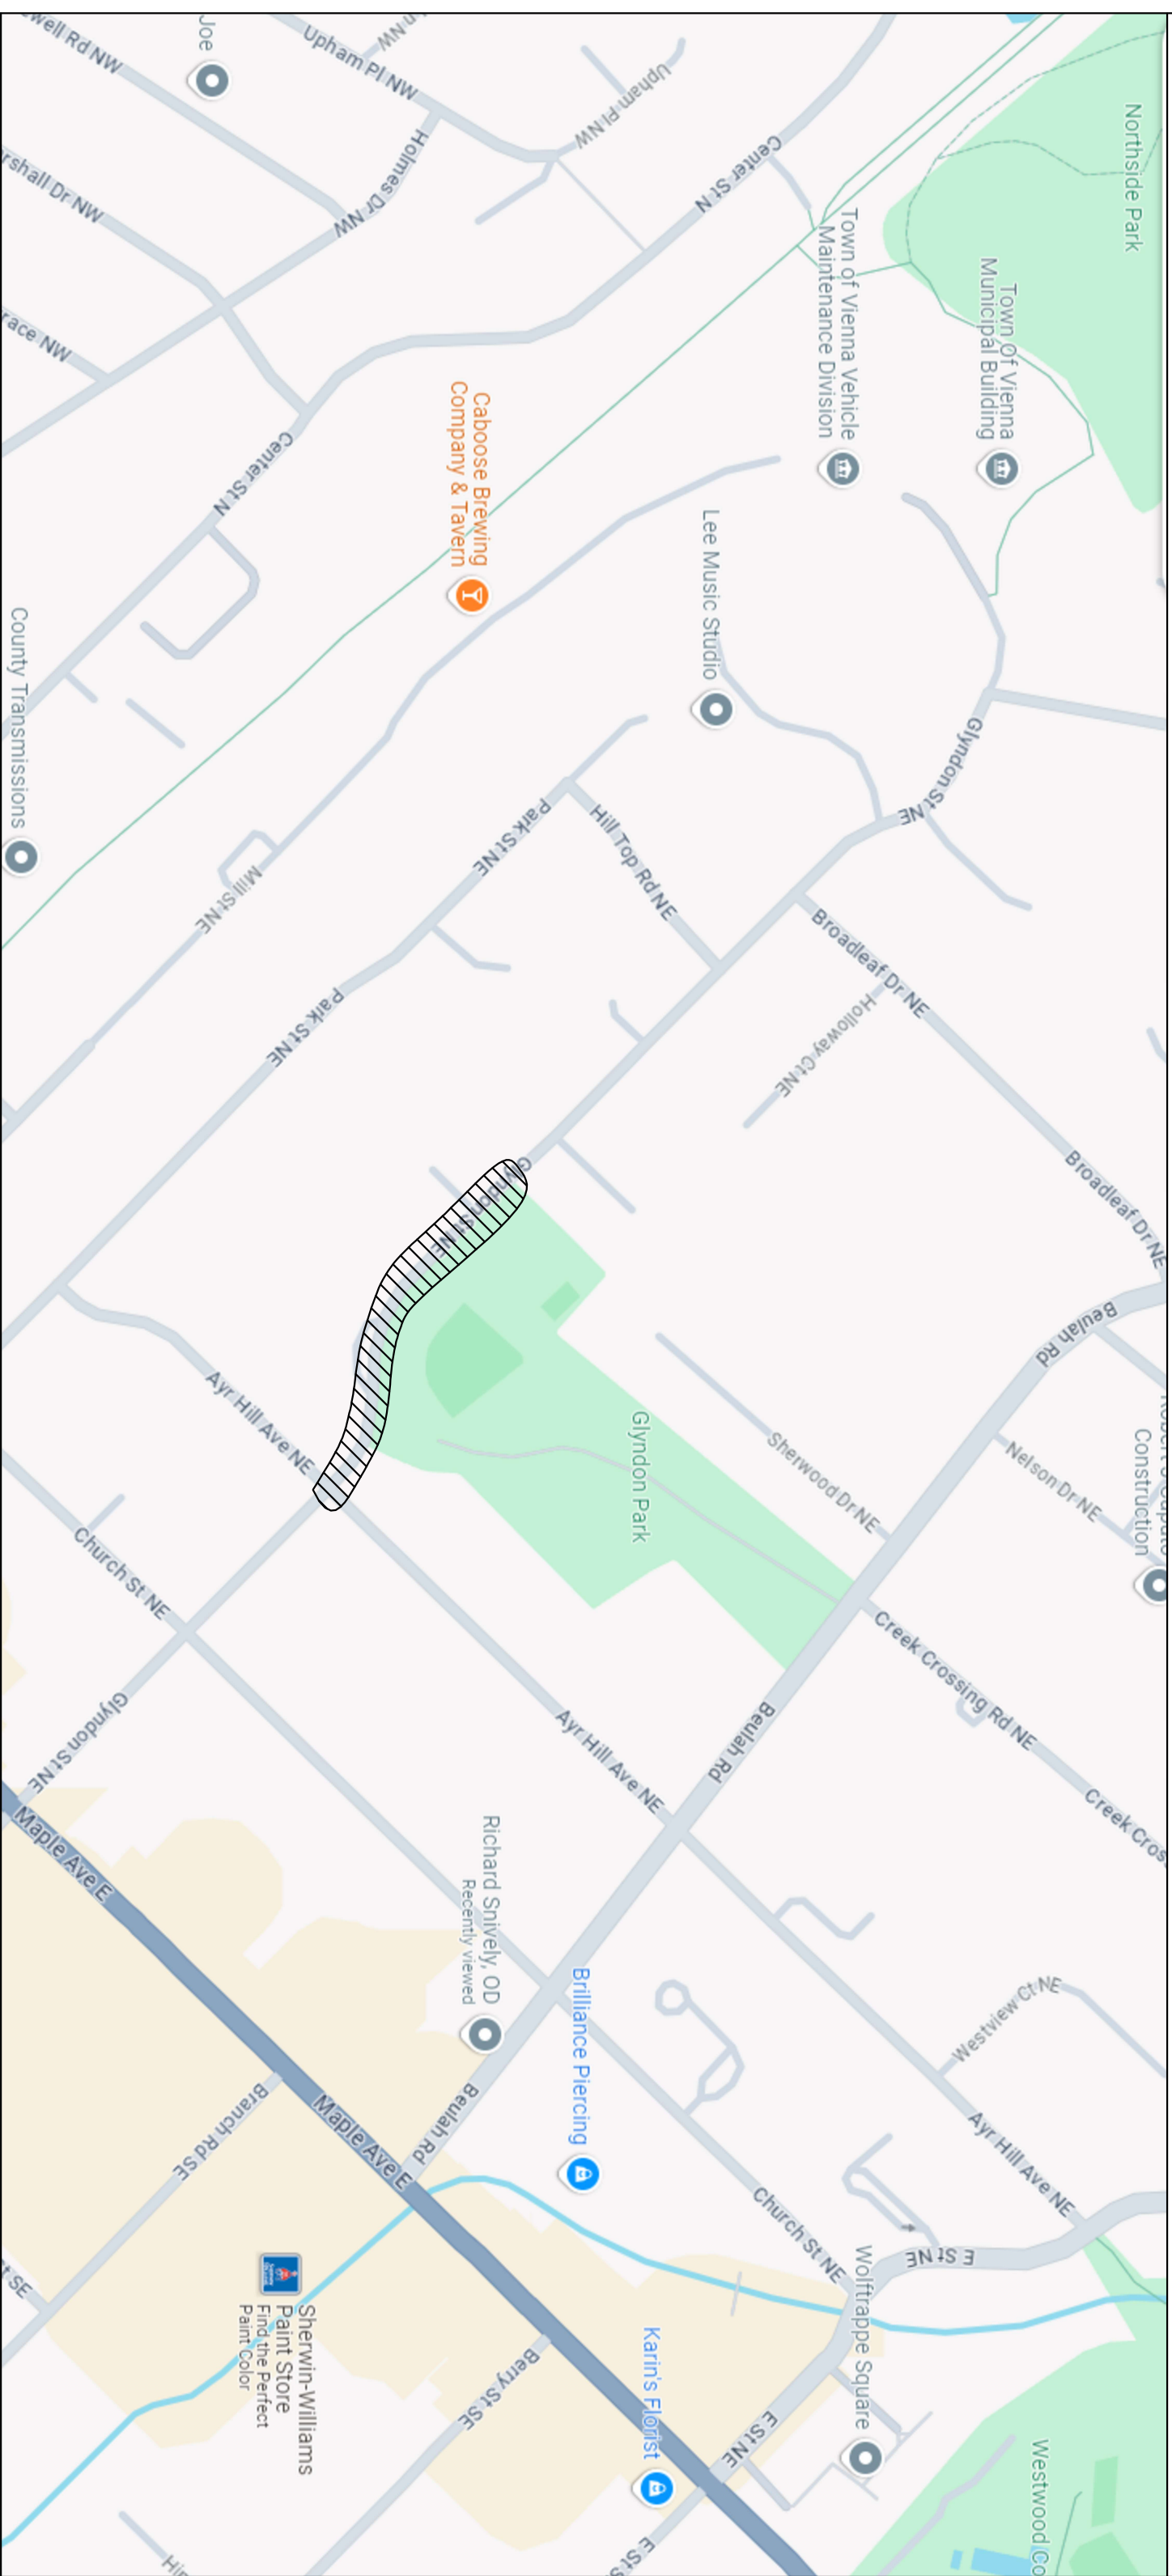 Northside Park
Town Of Vienna
Municipal Building
Town of Vienna Vehicle
Maintenance Division
Center St N
Upham Pl NW
Upham Pl NW
Joe
Holmes Dr NW
Caboose Brewing
Company & Tavern
Center St N
Lee Music Studio
County Transmissions
Glyndon St NE
Park St NE
Hill Top Rd NE
Mill St NE
Broadleaf Dr NE
Holloway Ct NE
Park St NE
Broadleaf Dr NE
Glyndon St NE
Beulah Rd
Ayr Hill Ave NE
Glyndon Park
Sherwood Dr NE
Nelson Dr NE
Construction
Church St NE
Creek Crossing Rd NE
Glyndon St NE
Ayr Hill Ave NE
Beulah Rd
Maple Ave E
Richard Snively, OD
Recently viewed
Brilliance Piercing
Westview Ct NE
Branch Rd SE
Maple Ave E
Beulah Rd
Ayr Hill Ave NE
Church St NE
E St NE
Wolftrappe Square
Sherwin-Williams
Paint Store
Find the Perfect
Paint Color
Karin's Florist
Berry St SE
E St NE
Westwood Co